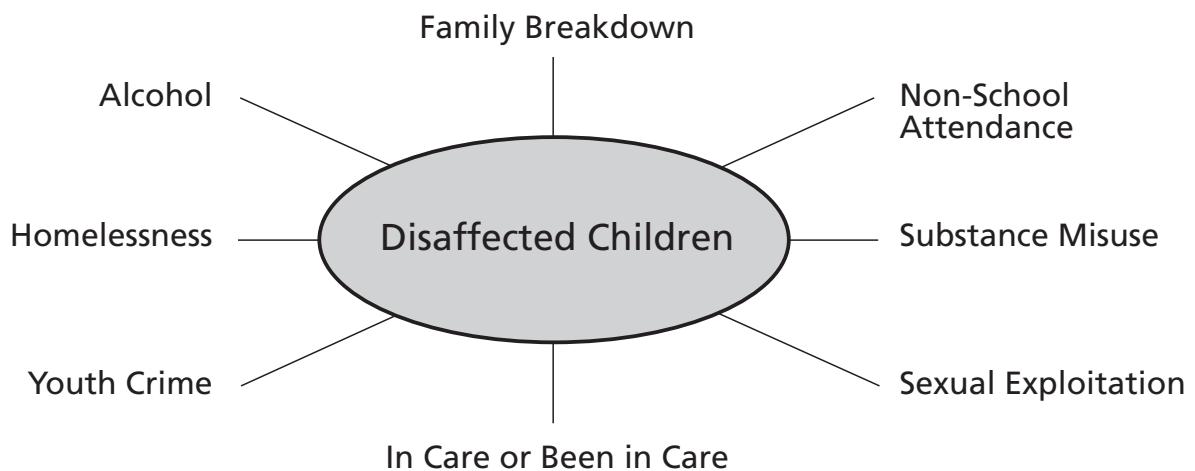 Family Breakdown
Alcohol
Non-School
Attendance
Homelessness
Disaffected Children
Substance Misuse
Youth Crime
Sexual Exploitation
In Care or Been in Care